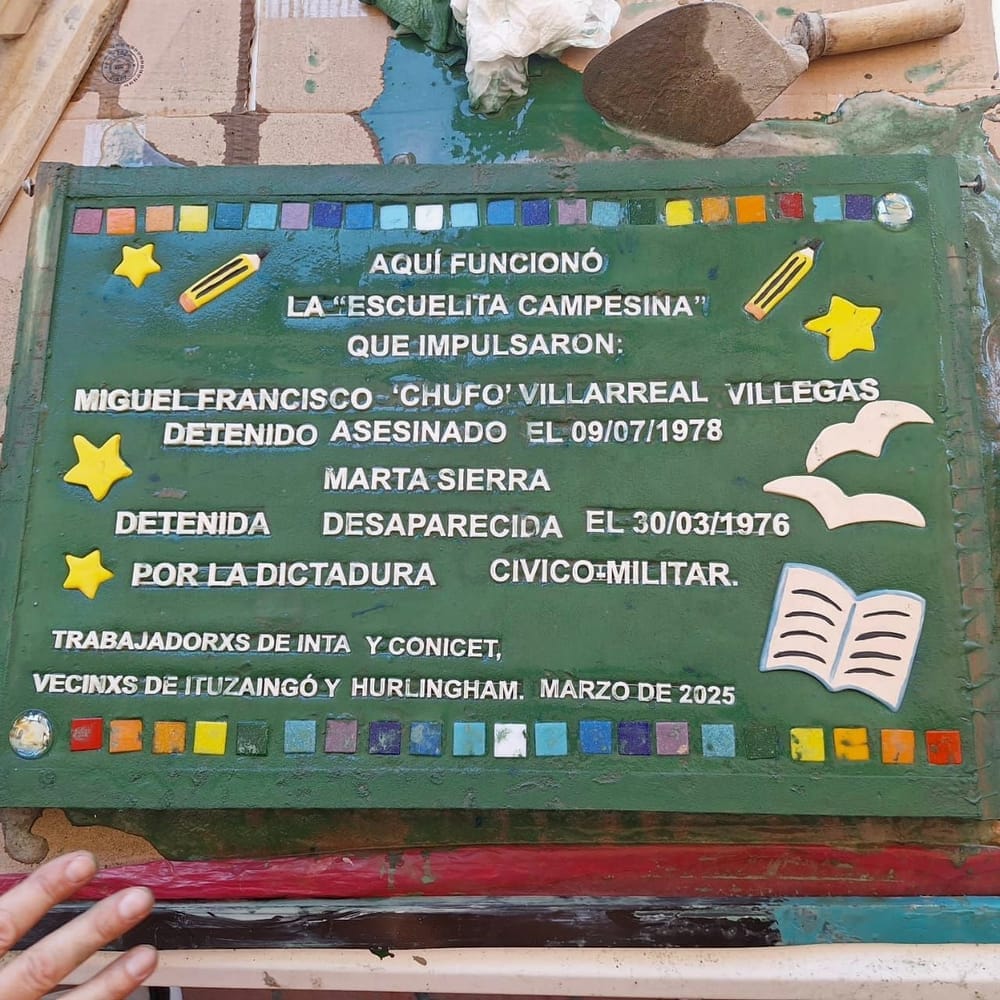 AQUÍ FUNCIONÓ
LA “ESCUELITA CAMPESINA”
QUE IMPULSARON:
MIGUEL FRANCISCO ‘CHUFO’ VILLARREAL VILLEGAS
DETENIDO ASESINADO EL 09/07/1978
MARTA SIERRA
DETENIDA DESAPARECIDA EL 30/03/1976
POR LA DICTADURA CIVICO-MILITAR.
TRABAJADORXS DE INTA Y CONICET,
VECINXS DE ITUZAINGÓ Y HURLINGHAM. MARZO DE 2025